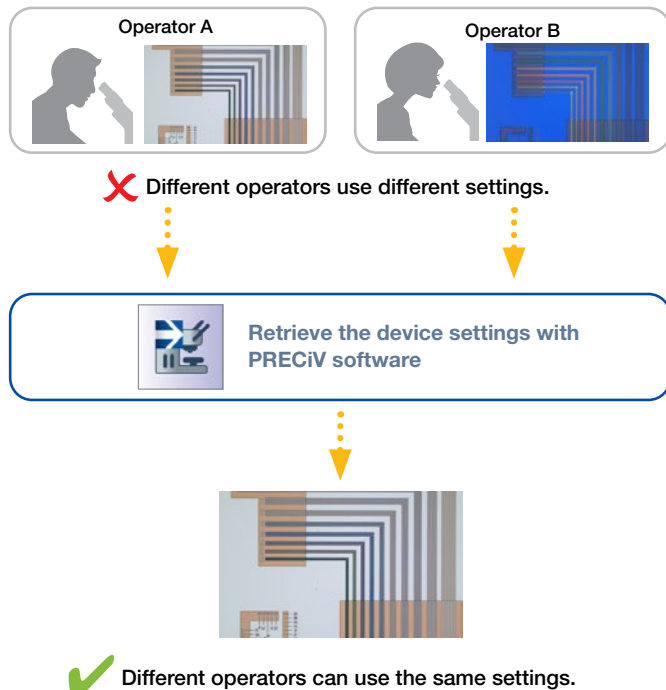 Operator A
Operator B
Different operators use different settings.
Retrieve the device settings with
PRECiV software
Different operators can use the same settings.